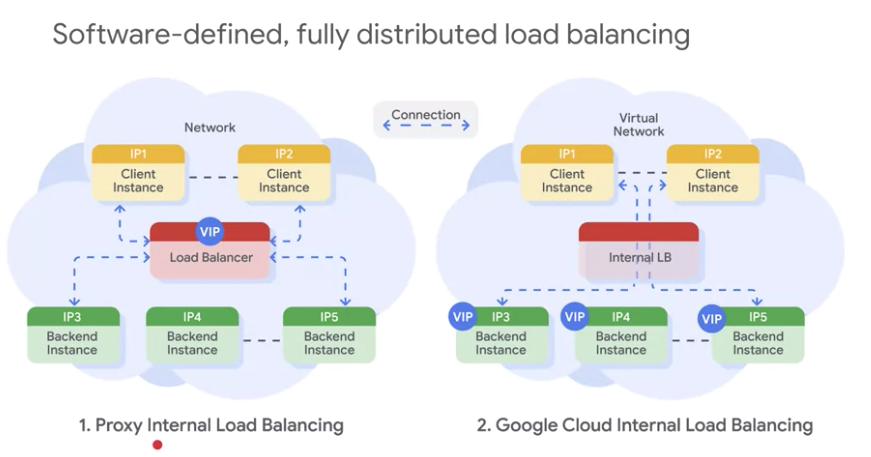 Software-defined, fully distributed load balancing
Connection
Network
IP1
Client
Instance
IP2
Client
Instance
VIP
Load Balancer
IP3
Backend
Instance
IP4
Backend
Instance
IP5
Backend
Instance
1. Proxy Internal Load Balancing
Virtual
Network
IP1
Client
Instance
IP2
Client
Instance
Internal LB
VIP
IP3
Backend
Instance
VIP
IP4
Backend
Instance
VIP
IP5
Backend
Instance
2. Google Cloud Internal Load Balancing